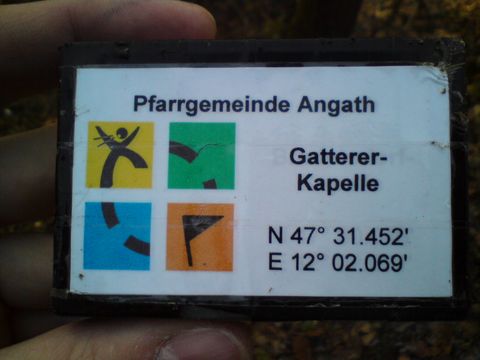 Pfarrgemeinde Angath
Gatterer-
Kapelle
N 47° 31.452'
E 12° 02.069'